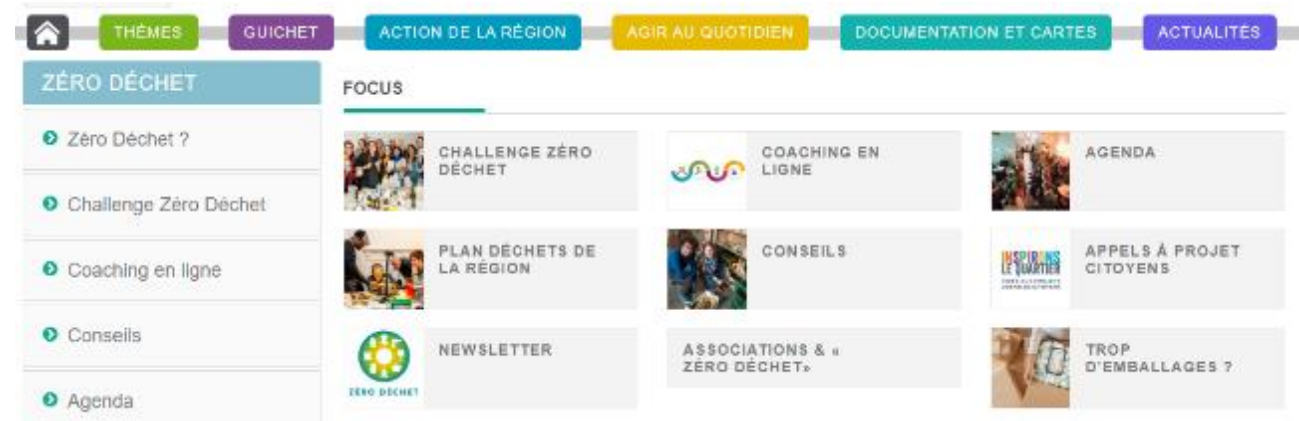 THÈMES
GUICHET
ACTION DE LA RÉGION
AGIR AU QUOTIDIEN
DOCUMENTATION ET CARTES
ACTUALITÉS
ZÉRO DÉCHET
Zéro Déchet ?
Challenge Zéro Déchet
Coaching en ligne
Conseils
Agenda
FOCUS
CHALLENGE ZÉRO
DÉCHET
COACHING EN
LIGNE
AGENDA
PLAN DÉCHETS DE
LA RÉGION
CONSEILS
INSPIRONS
LE QUARTIER
APPELS À PROJET
CITOYENS
ZÉRO DÉCHET
NEWSLETTER
ASSOCIATIONS & «
ZÉRO DÉCHET»
TROP
D'EMBALLAGES ?